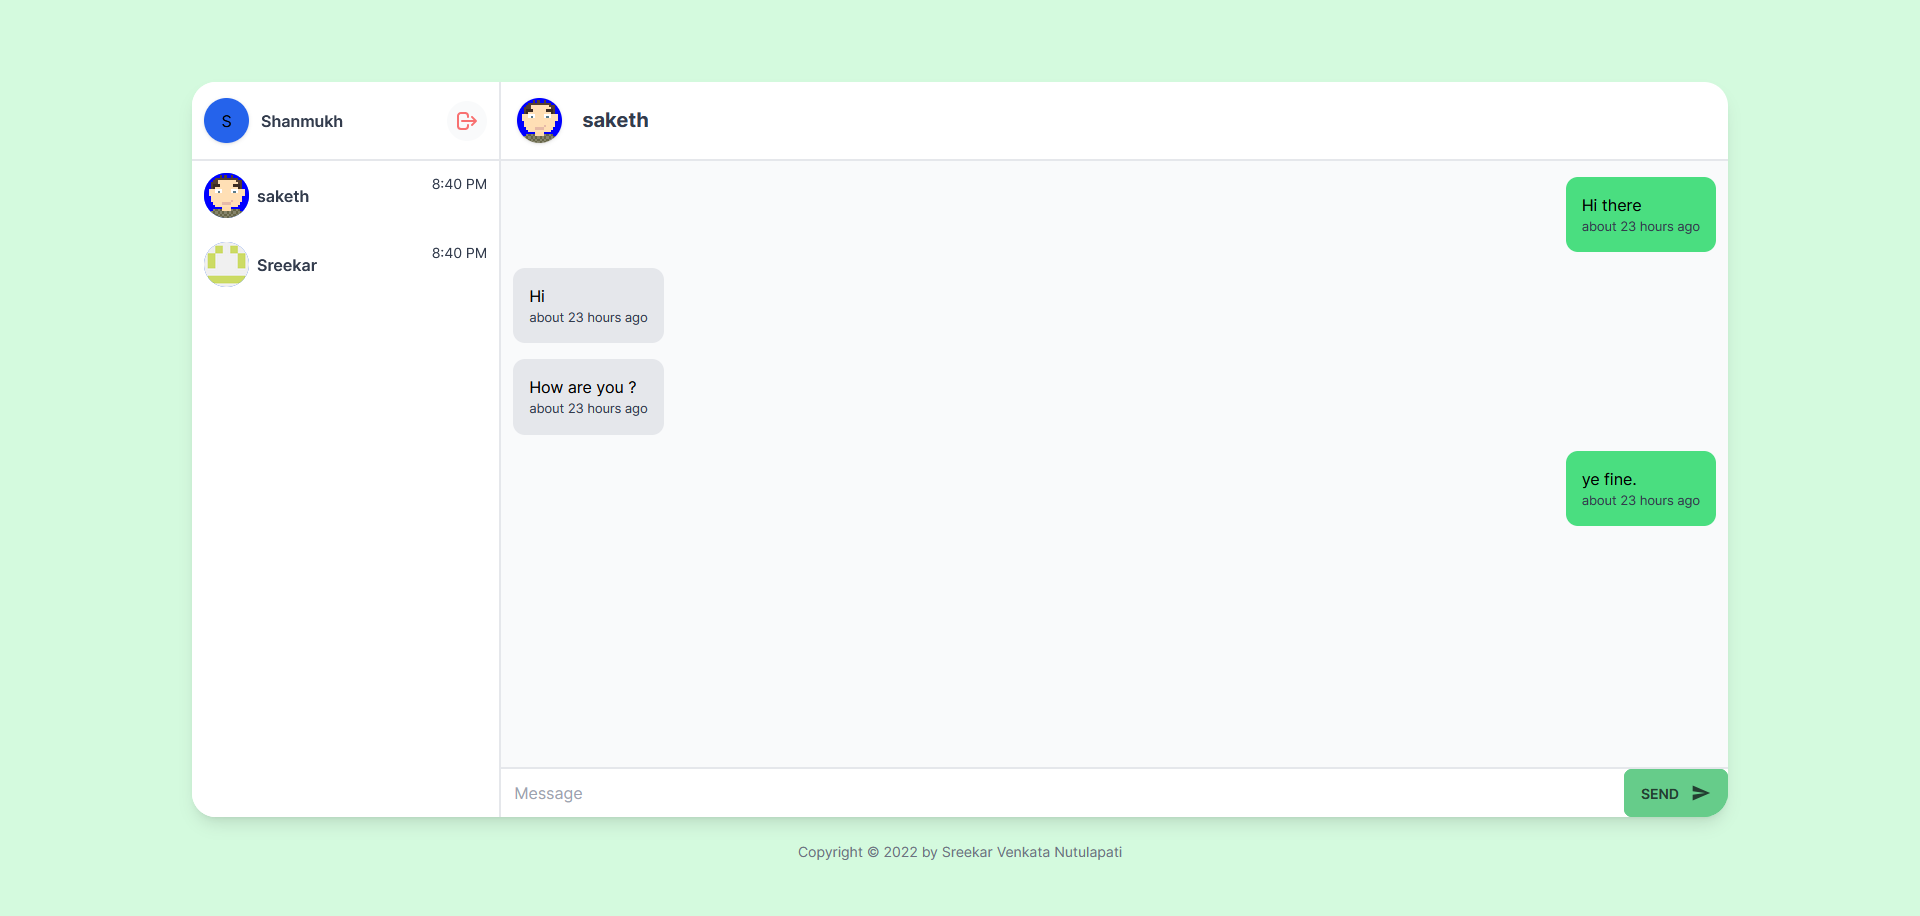 S
Shanmukh
saketh
8:40 PM
Sreekar
8:40 PM
saketh
Hi there
about 23 hours ago
Hi
about 23 hours ago
How are you ?
about 23 hours ago
ye fine.
about 23 hours ago
Message
SEND
Copyright © 2022 by Sreekar Venkata Nutulapati